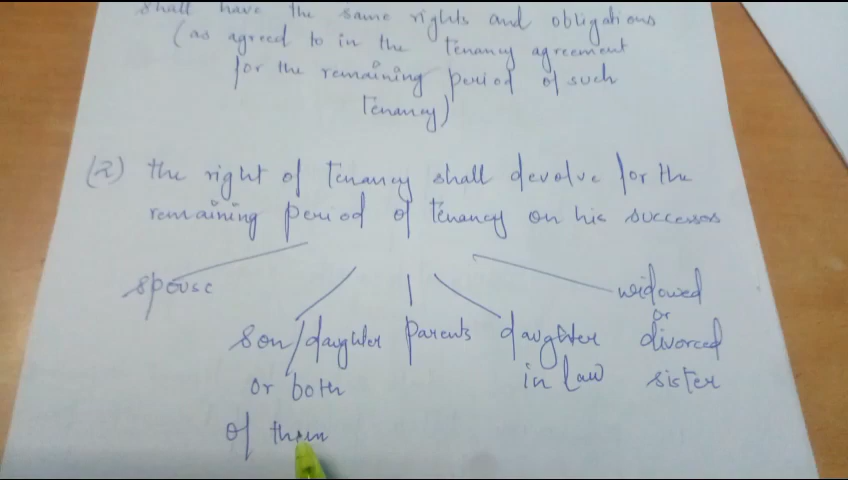 shall have the same rights and obligations
(as agreed to in the tenancy agreement
for the remaining period of such
tenancy)
(2) the right of tenancy shall devolve for the
remaining period of tenancy on his successos
spouse
widowed
or
son/daughter parents daughter divorced
or both in law sister
of them